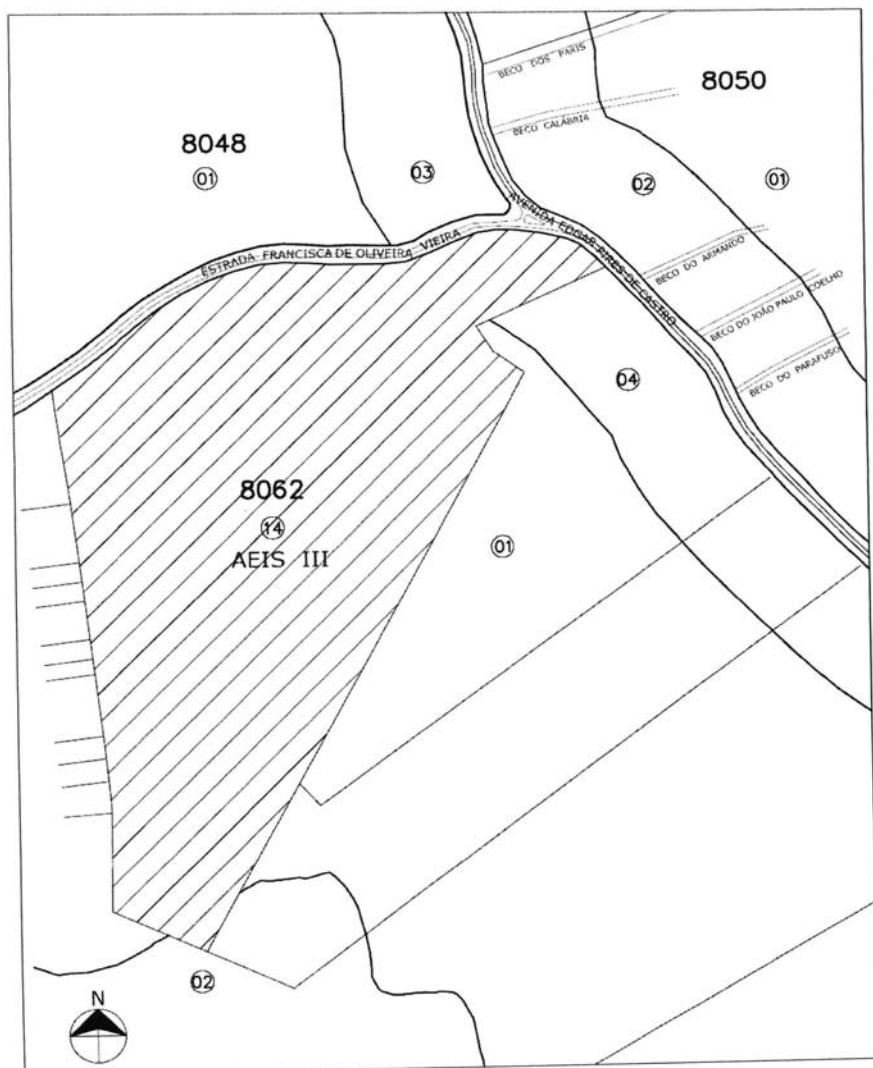 BECO DOS PARIS
8050
BECO CALÁBRIA
8048
01
03
02
01
AVENIDA EDGAR PIRES DE CASTRO
ESTRADA FRANCISCA DE OLIVEIRA VIEIRA
BECO DO ARMANDO
BECO DO JOÃO PAULO COELHO
BECO DO PARAFUSO
04
8062
14
AEIS III
01
02
N